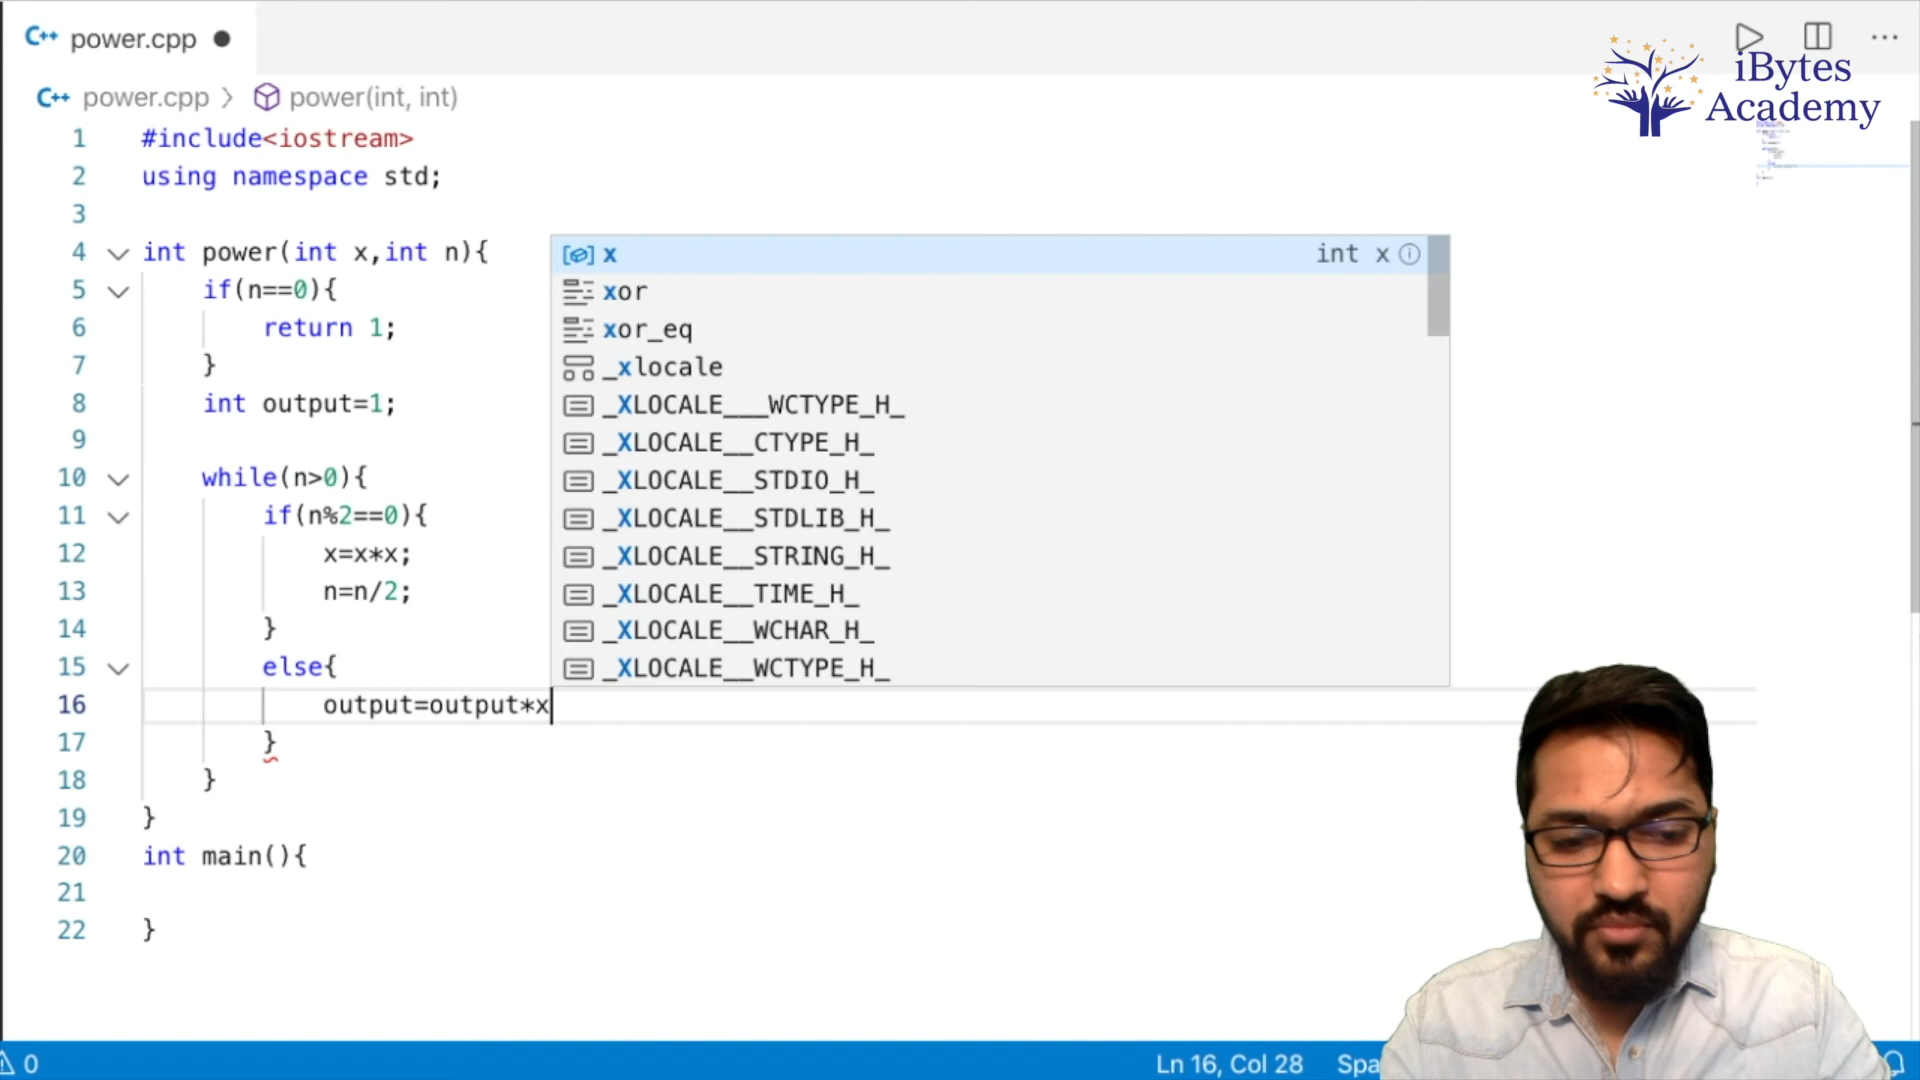 power.cpp
iBytes
Academy
power.cpp > power(int, int)
1 #include<iostream>
2 using namespace std;
3
4 int power(int x,int n){
5 if(n==0){
6 return 1;
7 }
8 int output=1;
9
10 while(n>0){
11 if(n%2==0){
12 x=x*x;
13 n=n/2;
14 }
15 else{
16 output=output*x
17 }
18 }
19 }
20 int main(){
21
22 }
x int x
xor
xor_eq
_xlocale
_XLOCALE___WCTYPE_H_
_XLOCALE__CTYPE_H_
_XLOCALE__STDIO_H_
_XLOCALE__STDLIB_H_
_XLOCALE__STRING_H_
_XLOCALE__TIME_H_
_XLOCALE__WCHAR_H_
_XLOCALE__WCTYPE_H_
0 Ln 16, Col 28 Spa